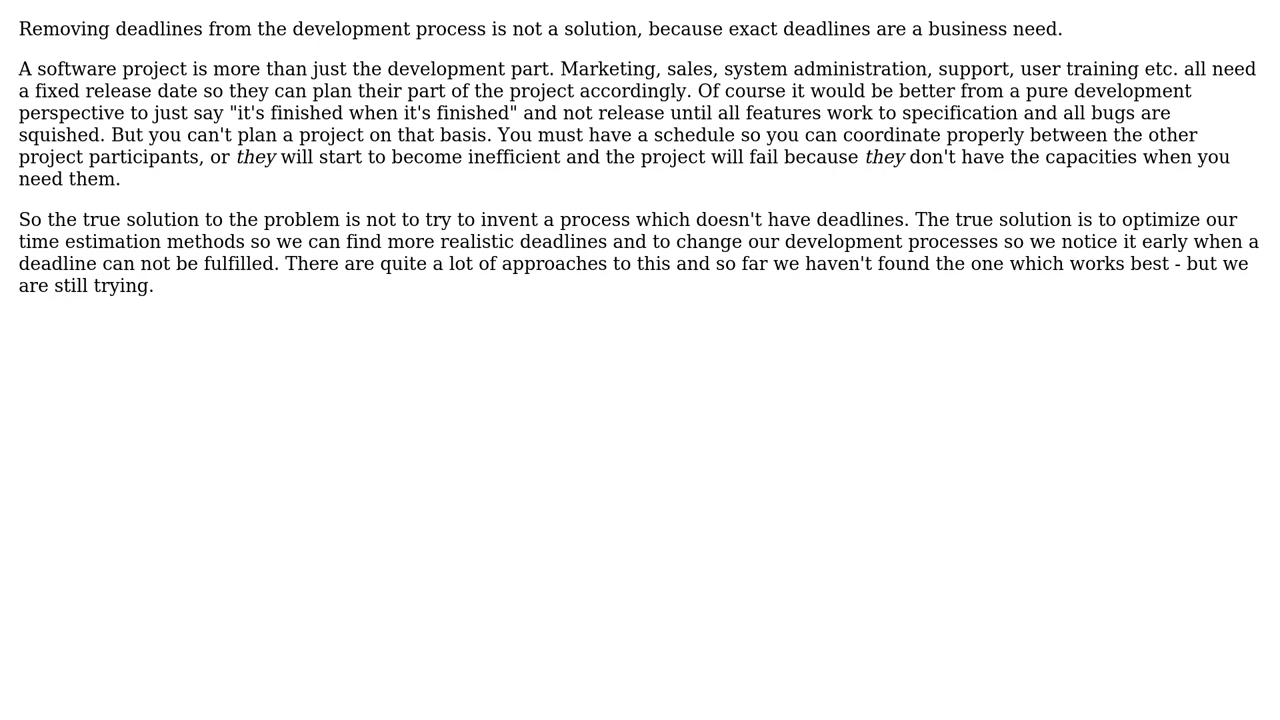 Removing deadlines from the development process is not a solution, because exact deadlines are a business need.
A software project is more than just the development part. Marketing, sales, system administration, support, user training etc. all need
a fixed release date so they can plan their part of the project accordingly. Of course it would be better from a pure development
perspective to just say "it's finished when it's finished" and not release until all features work to specification and all bugs are
squished. But you can't plan a project on that basis. You must have a schedule so you can coordinate properly between the other
project participants, or they will start to become inefficient and the project will fail because they don't have the capacities when you
need them.
So the true solution to the problem is not to try to invent a process which doesn't have deadlines. The true solution is to optimize our
time estimation methods so we can find more realistic deadlines and to change our development processes so we notice it early when a
deadline can not be fulfilled. There are quite a lot of approaches to this and so far we haven't found the one which works best - but we
are still trying.